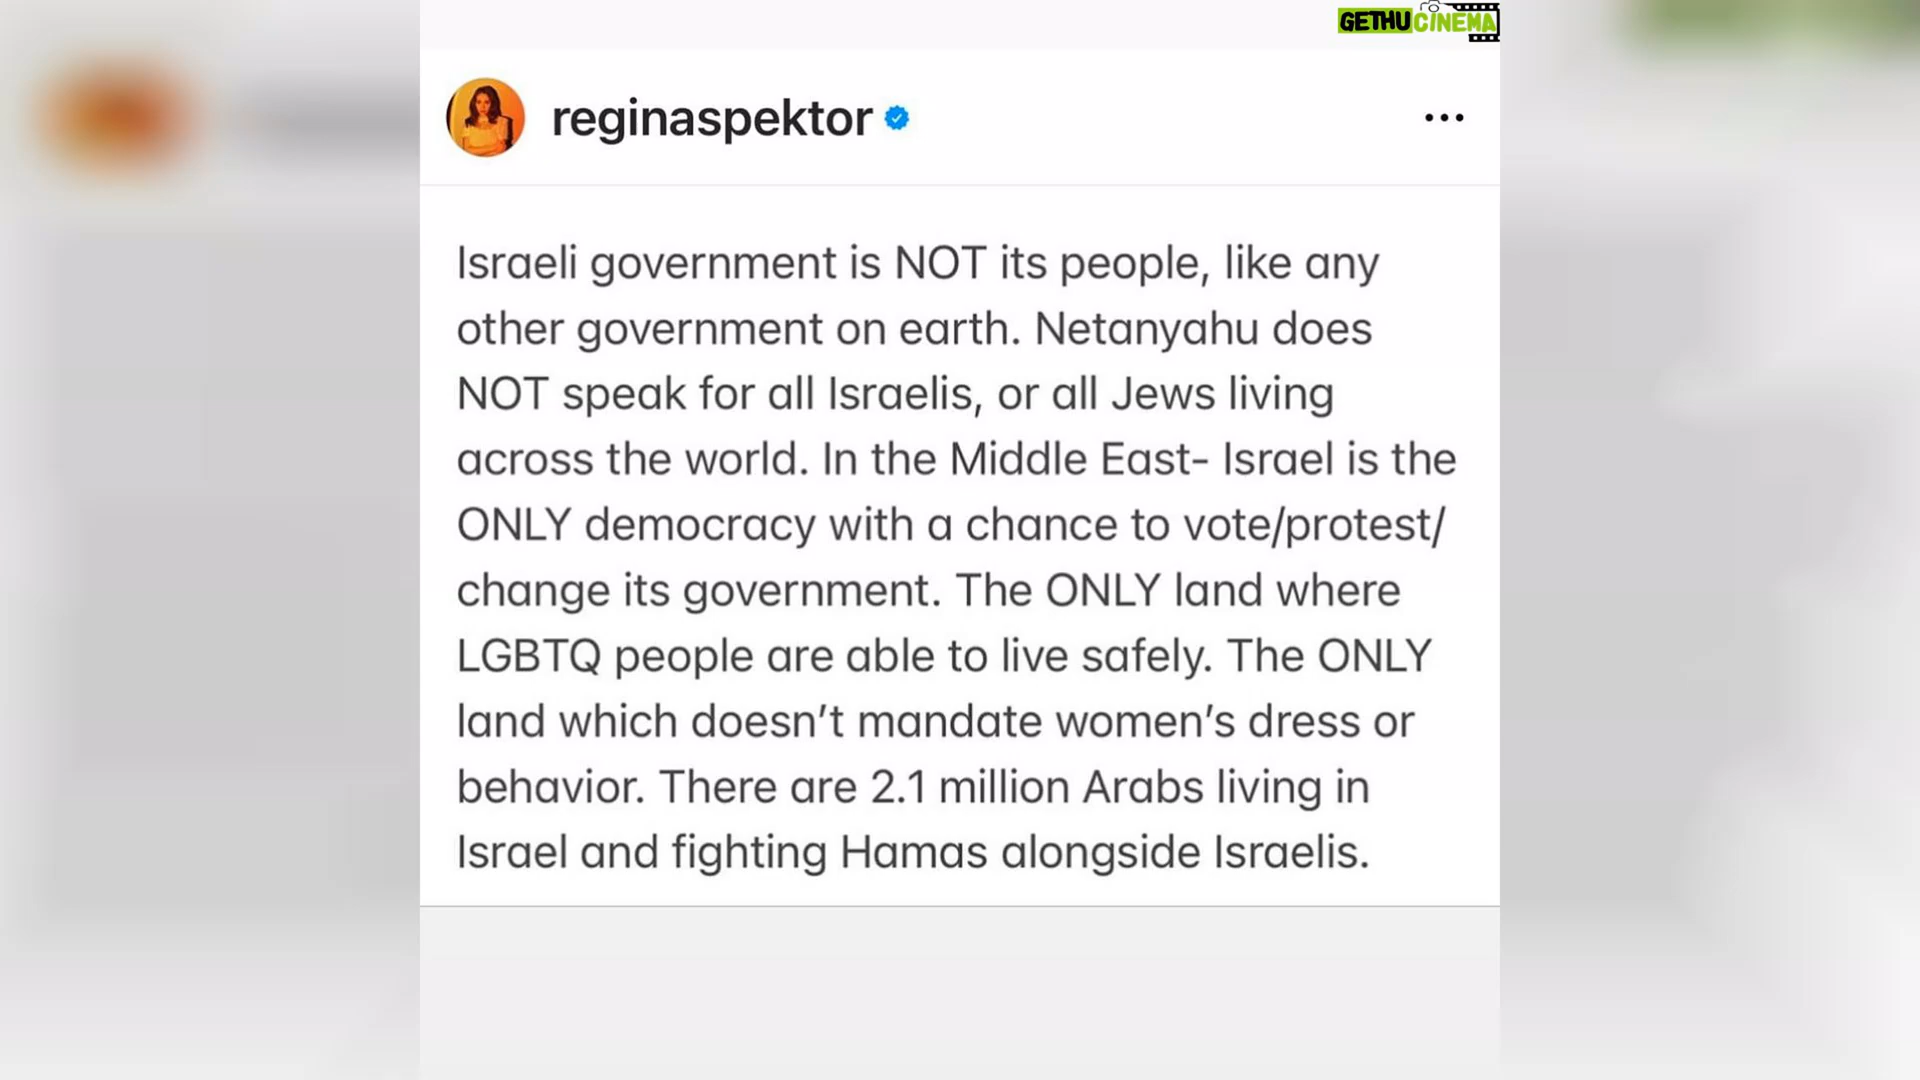 GETHU CINEMA
reginaspektor
Israeli government is NOT its people, like any
other government on earth. Netanyahu does
NOT speak for all Israelis, or all Jews living
across the world. In the Middle East- Israel is the
ONLY democracy with a chance to vote/protest/
change its government. The ONLY land where
LGBTQ people are able to live safely. The ONLY
land which doesn’t mandate women’s dress or
behavior. There are 2.1 million Arabs living in
Israel and fighting Hamas alongside Israelis.